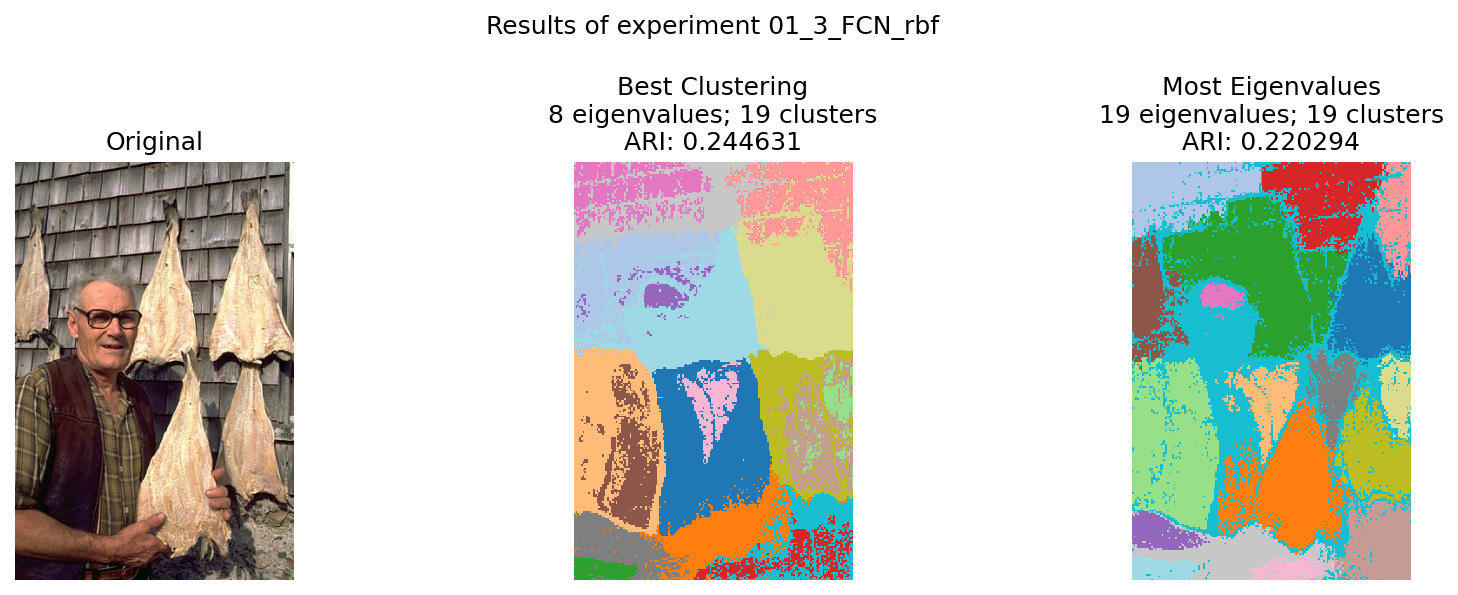 Results of experiment 01_3_FCN_rbf
Original
Best Clustering
8 eigenvalues; 19 clusters
ARI: 0.244631
Most Eigenvalues
19 eigenvalues; 19 clusters
ARI: 0.220294